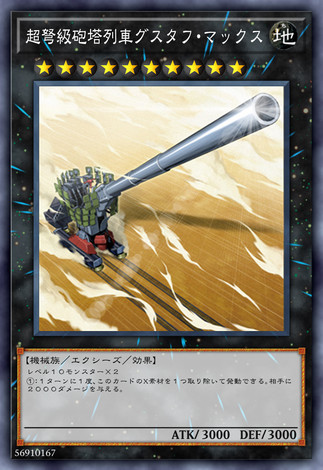 超弩級砲塔列車グスタフ・マックス 地
【機械族／エクシーズ／効果】
レベル１０モンスター×２
①:１ターンに１度、このカードのX素材を１つ取り除いて発動できる。相手に
２０００ダメージを与える。
ATK/ 3000 DEF/ 3000
56910167